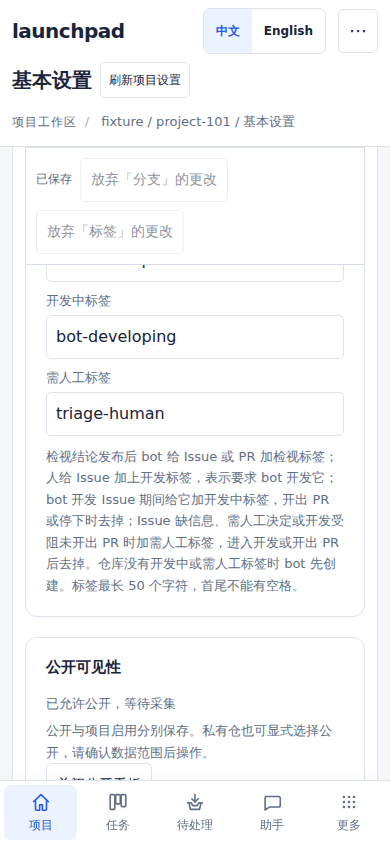 launchpad
中文
English
⋯
基本设置
刷新项目设置
项目工作区 / fixture / project-101 / 基本设置
已保存
放弃「分支」的更改
放弃「标签」的更改
开发中标签
bot-developing
需人工标签
triage-human
检视结论发布后 bot 给 Issue 或 PR 加检视标签；
人给 Issue 加上开发标签，表示要求 bot 开发它；
bot 开发 Issue 期间给它加开发中标签，开出 PR
或停下时去掉；Issue 缺信息、需人工决定或开发受
阻未开出 PR 时加需人工标签，进入开发或开出 PR
后去掉。仓库没有开发中或需人工标签时 bot 先创
建。标签最长 50 个字符，首尾不能有空格。
公开可见性
已允许公开，等待采集
公开与项目启用分别保存。私有仓也可显式选择公
开，请确认数据范围后操作。
项目
任务
待处理
助手
更多